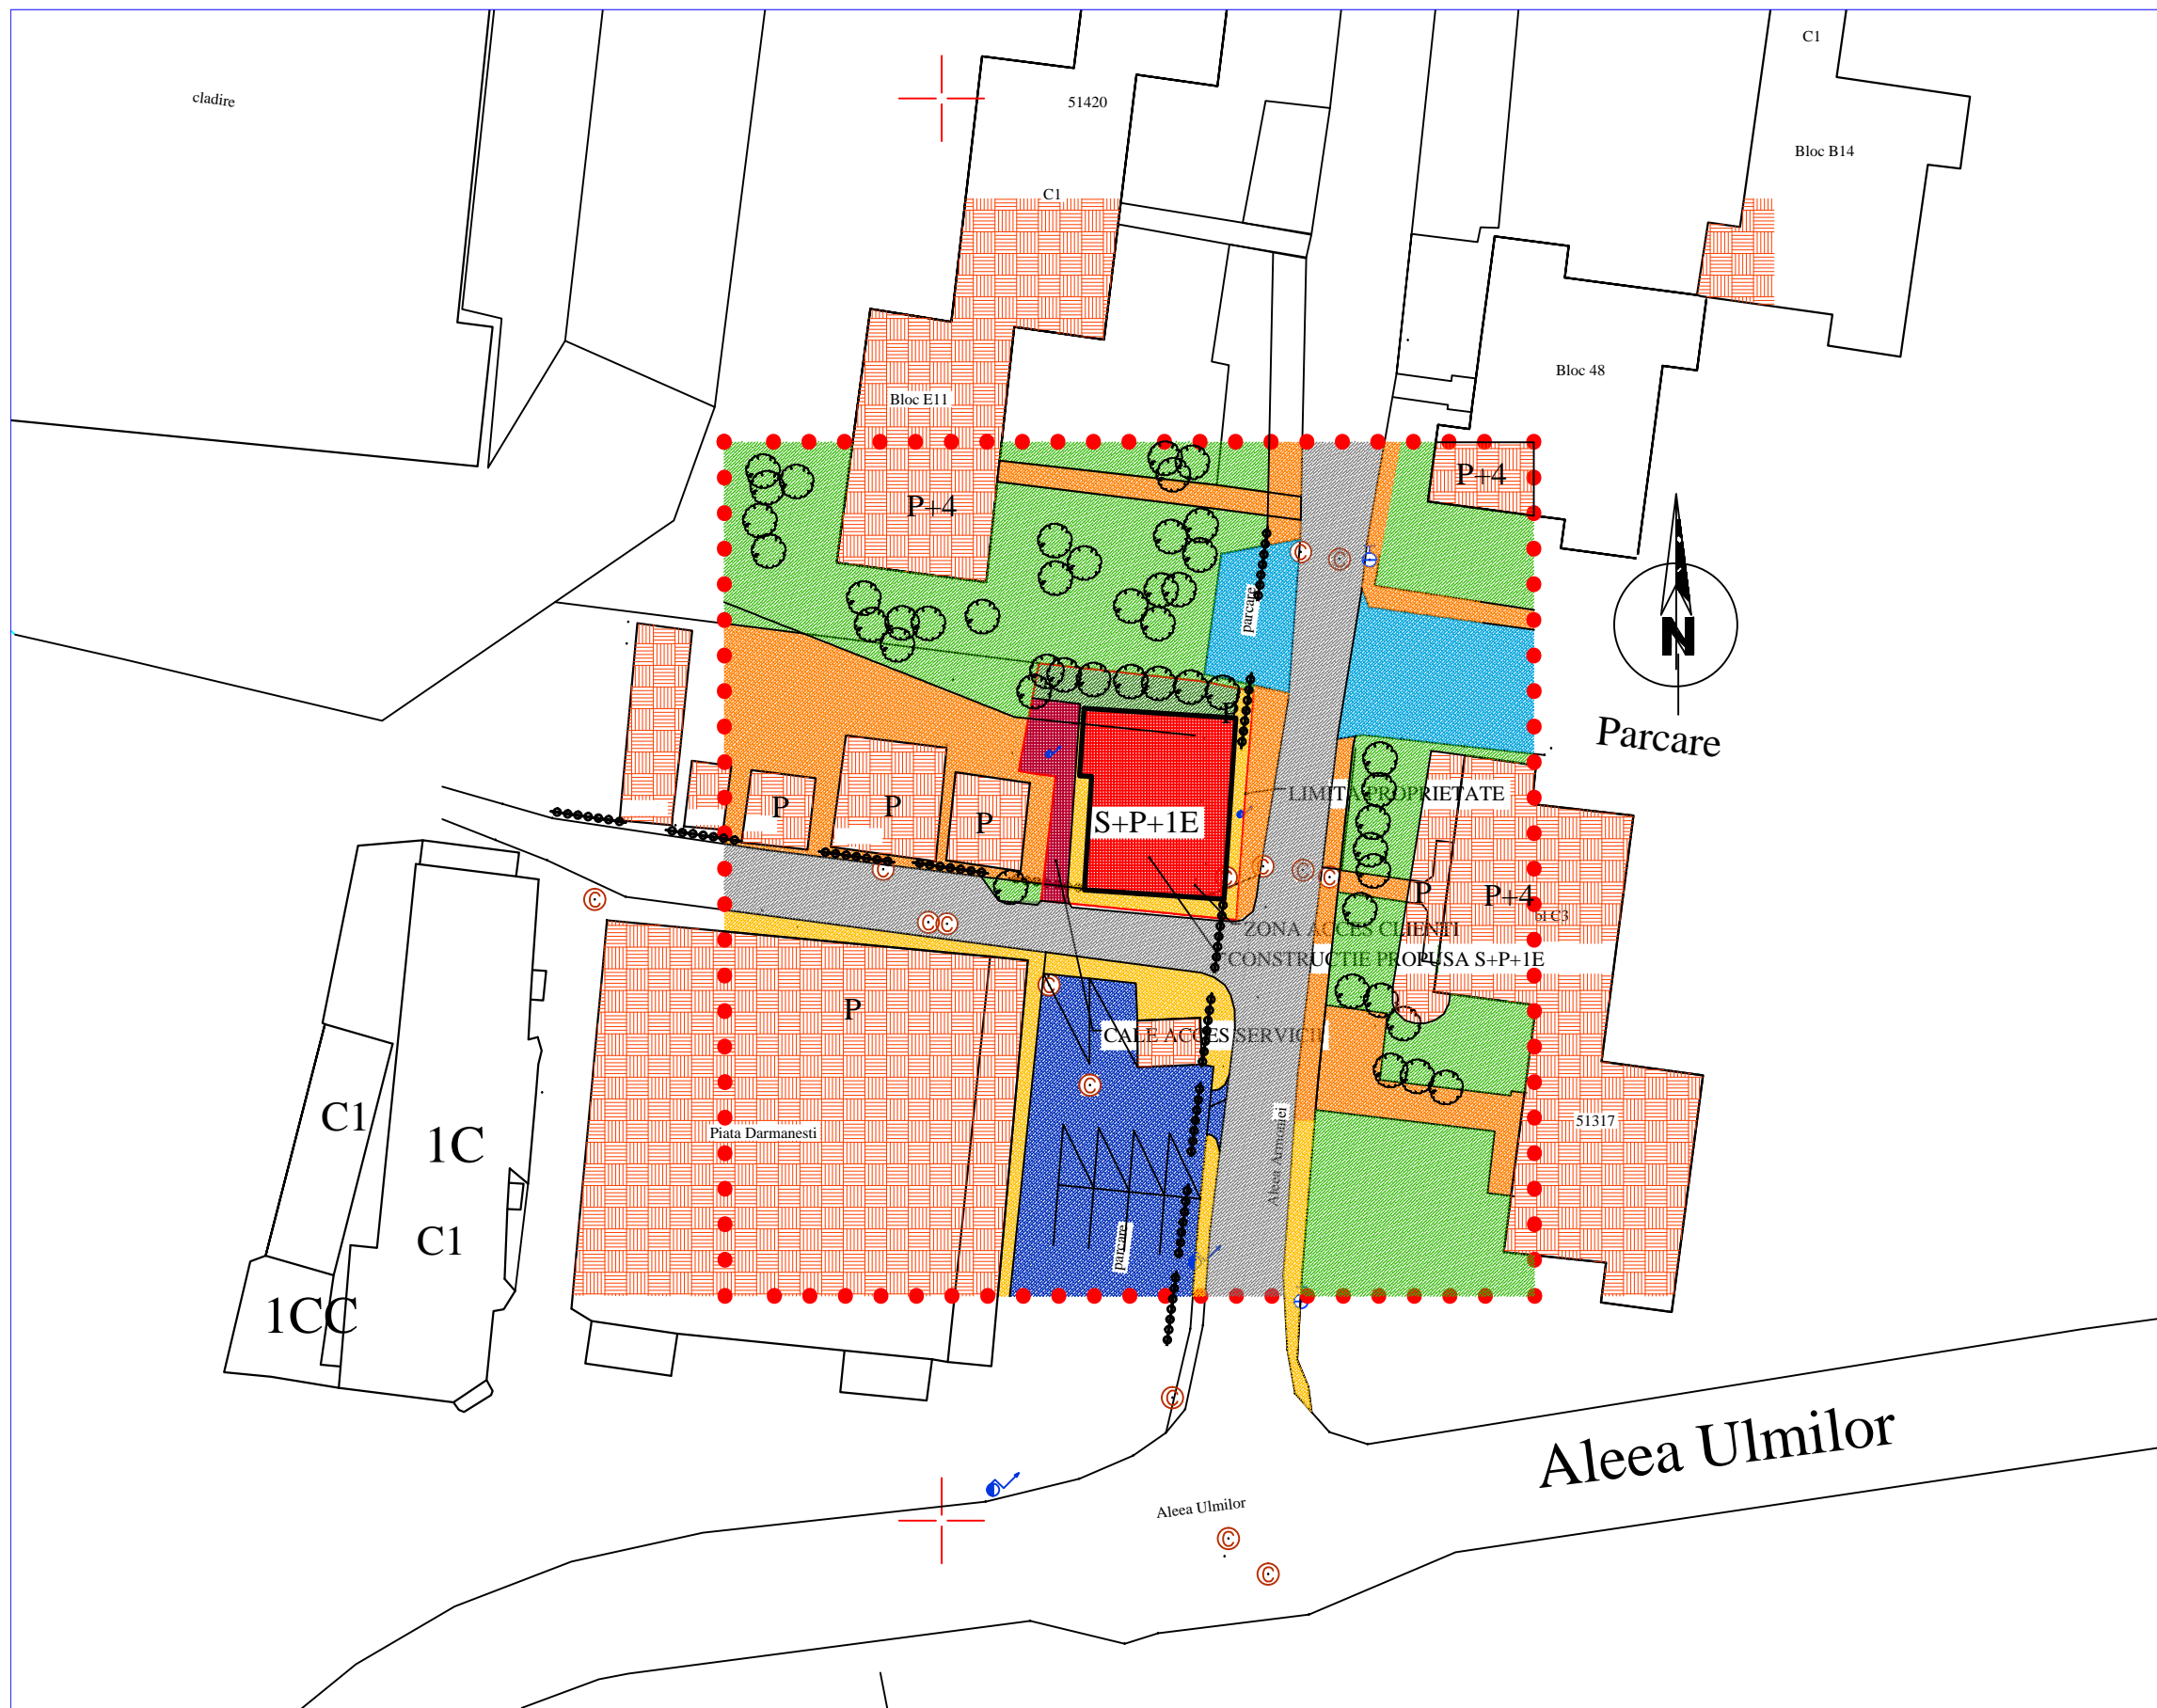 C1
cladire
51420
Bloc B14
C1
Bloc 48
Bloc E11
P+4
P+4
parcare
N
P
Parcare
LIMITA PROPRIETATE
P
P
P
S+P+1E
P
P+4
bl C3
ZONA ACCES CLIENTI
CONSTRUCTIE PROPUSA S+P+1E
P
CALE ACCES SERVICII
C1
1C
Piata Darmanesti
Aleea Armoniei
51317
C1
parcare
1CC
Aleea Ulmilor
Aleea Ulmilor